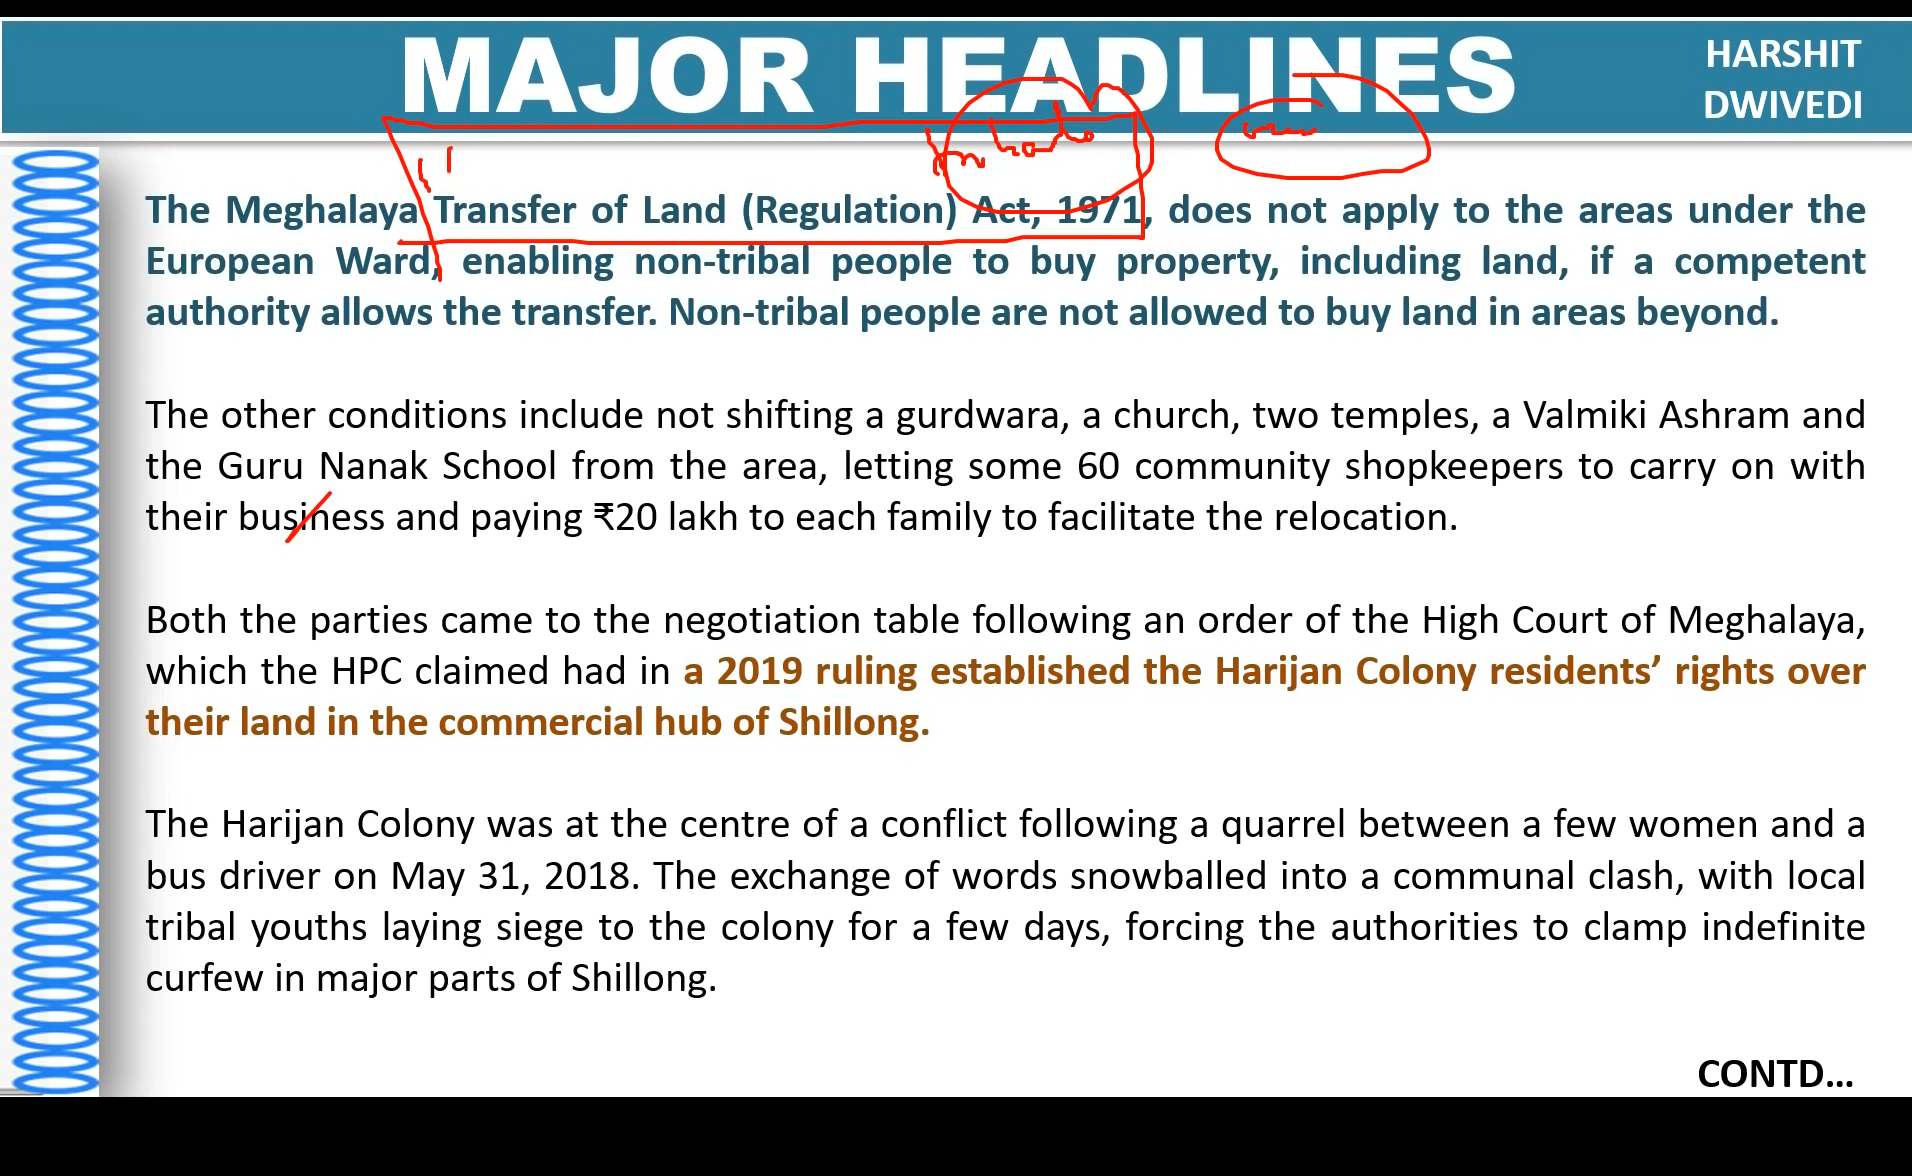 MAJOR HEADLINES
HARSHIT
DWIVEDI
The Meghalaya Transfer of Land (Regulation) Act, 1971, does not apply to the areas under the
European Ward, enabling non-tribal people to buy property, including land, if a competent
authority allows the transfer. Non-tribal people are not allowed to buy land in areas beyond.
The other conditions include not shifting a gurdwara, a church, two temples, a Valmiki Ashram and
the Guru Nanak School from the area, letting some 60 community shopkeepers to carry on with
their business and paying ₹20 lakh to each family to facilitate the relocation.
Both the parties came to the negotiation table following an order of the High Court of Meghalaya,
which the HPC claimed had in a 2019 ruling established the Harijan Colony residents’ rights over
their land in the commercial hub of Shillong.
The Harijan Colony was at the centre of a conflict following a quarrel between a few women and a
bus driver on May 31, 2018. The exchange of words snowballed into a communal clash, with local
tribal youths laying siege to the colony for a few days, forcing the authorities to clamp indefinite
curfew in major parts of Shillong.
CONTD...